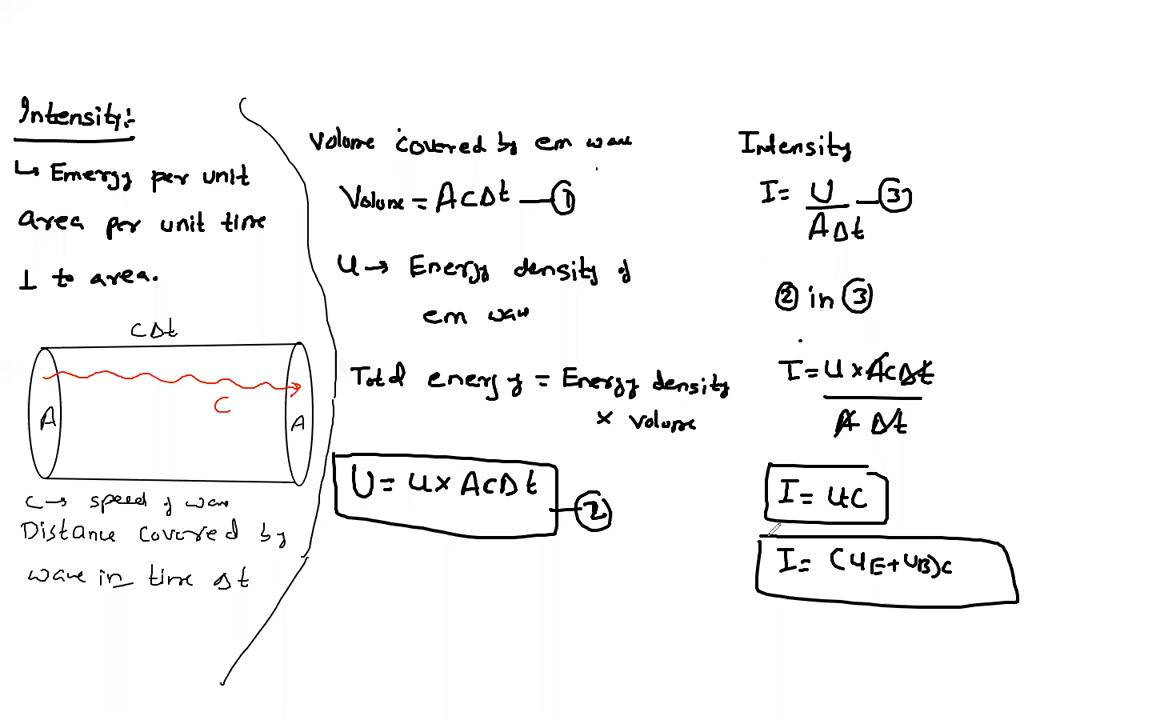 Intensity:-
↳ Energy per unit
area per unit time
⊥ to area.
CΔt
C
A
A
C→ speed of wave
Distance covered by
wave in time Δt
Volume covered by em wave
Volume = ACΔt —①
u → Energy density of
em wave
Total energy = Energy density
× volume
U = u × ACΔt —②
Intensity
I = U / AΔt —③
② in ③
I = u × ACΔt / A Δt
I = uC
I = (uE + uB)c